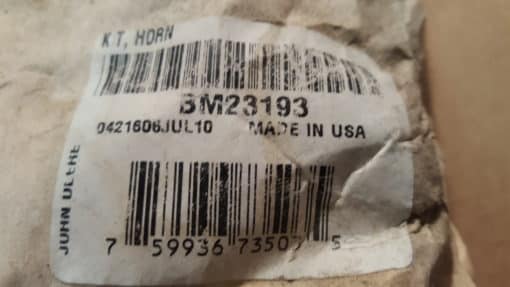 KT, HORN
BM23193
0421606JUL10 MADE IN USA
JOHN DEERE
7 59936 73507 5